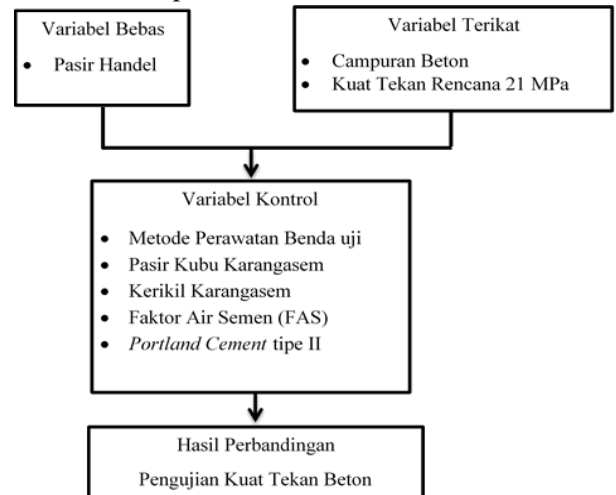 Variabel Bebas
• Pasir Handel
Variabel Terikat
• Campuran Beton
• Kuat Tekan Rencana 21 MPa
Variabel Kontrol
• Metode Perawatan Benda uji
• Pasir Kubu Karangasem
• Kerikil Karangasem
• Faktor Air Semen (FAS)
• Portland Cement tipe II
Hasil Perbandingan
Pengujian Kuat Tekan Beton